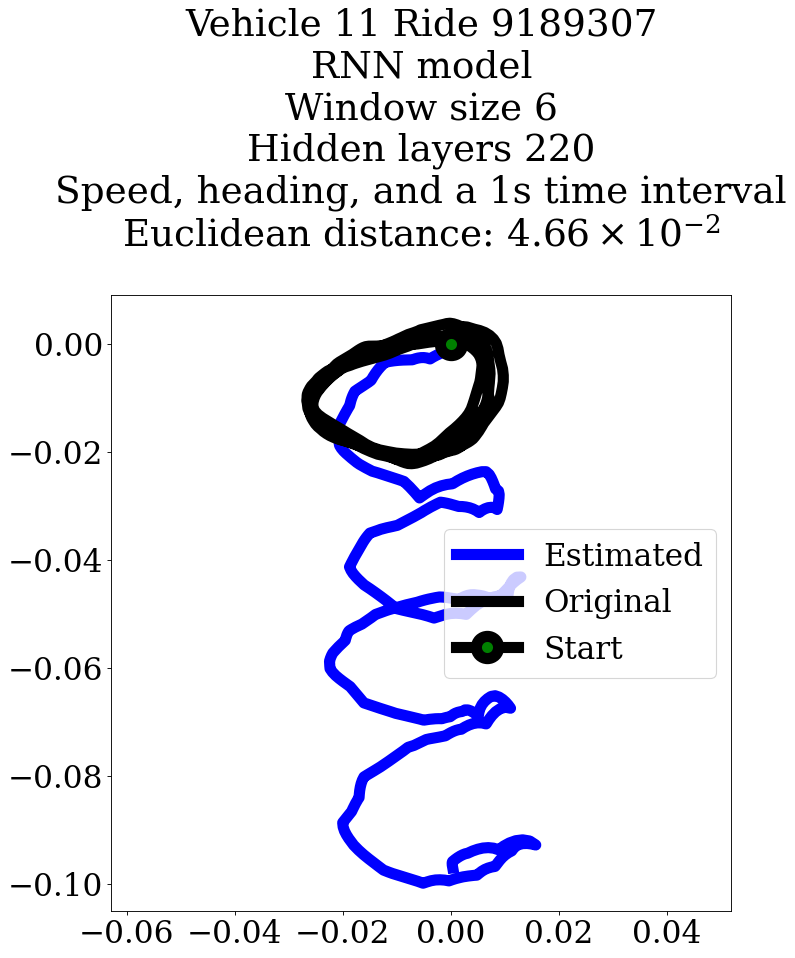 Vehicle 11 Ride 9189307
RNN model
Window size 6
Hidden layers 220
Speed, heading, and a 1s time interval
Euclidean distance: 4.66 × 10⁻²
0.00
−0.02
−0.04
−0.06
−0.08
−0.10
Estimated
Original
Start
−0.06 −0.04 −0.02 0.00 0.02 0.04